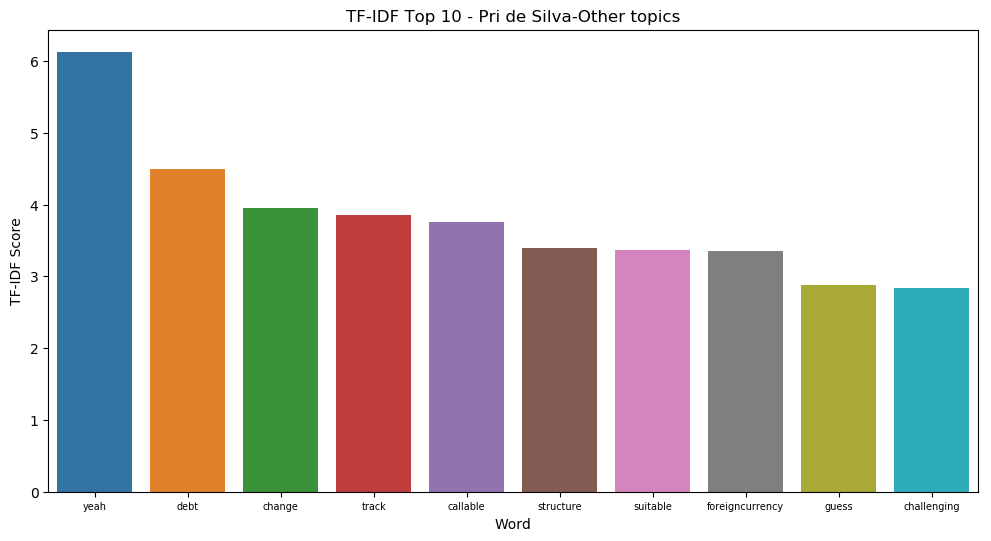 TF-IDF Top 10 - Pri de Silva-Other topics
TF-IDF Score
6
5
4
3
2
1
0
yeah debt change track callable structure suitable foreigncurrency guess challenging
Word